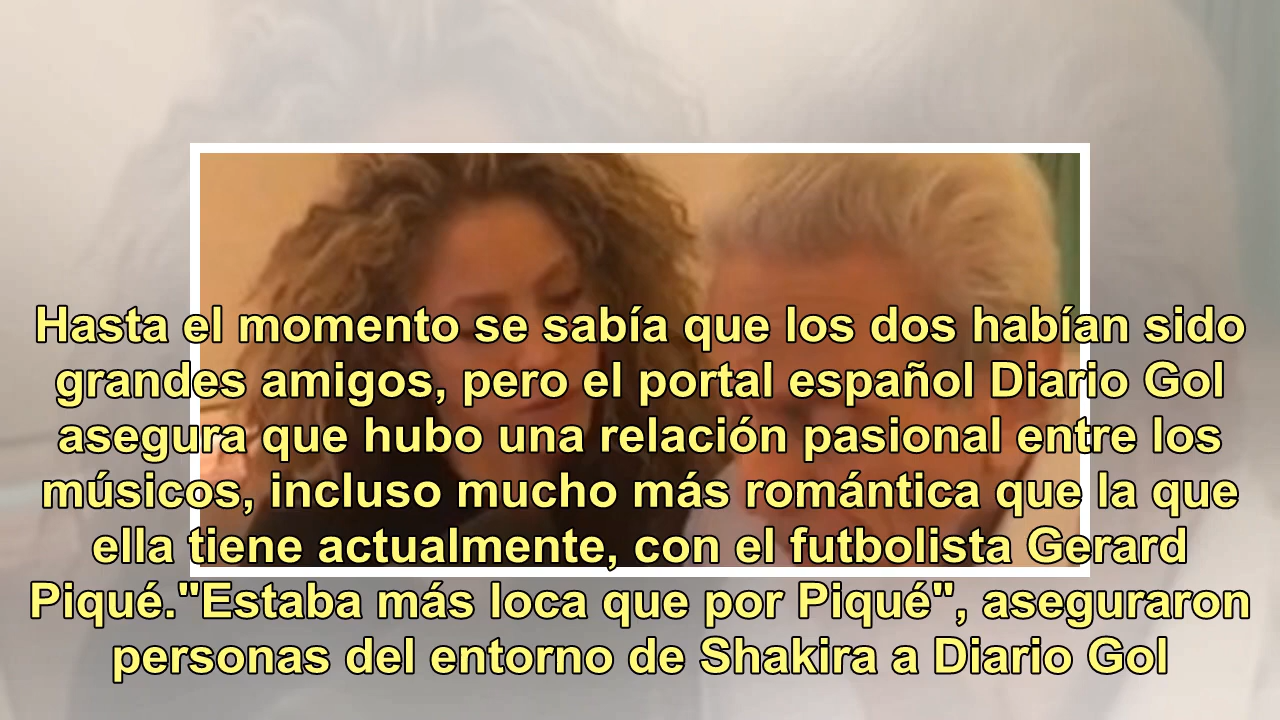 Hasta el momento se sabía que los dos habían sido
grandes amigos, pero el portal español Diario Gol
asegura que hubo una relación pasional entre los
músicos, incluso mucho más romántica que la que
ella tiene actualmente, con el futbolista Gerard
Piqué."Estaba más loca que por Piqué", aseguraron
personas del entorno de Shakira a Diario Gol